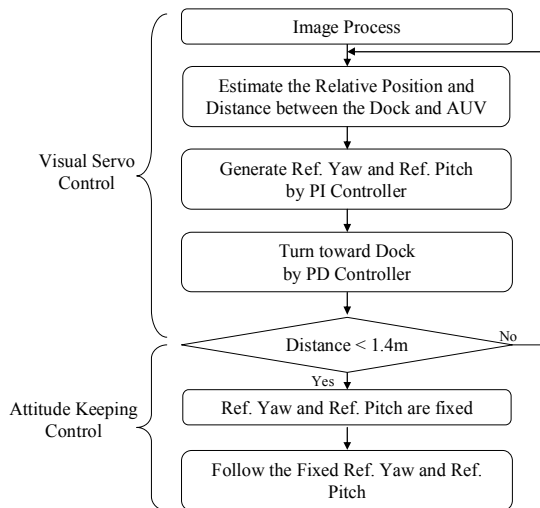 Image Process
Estimate the Relative Position and
Distance between the Dock and AUV
Visual Servo
Control
Generate Ref. Yaw and Ref. Pitch
by PI Controller
Turn toward Dock
by PD Controller
Distance < 1.4m
No
Yes
Attitude Keeping
Control
Ref. Yaw and Ref. Pitch are fixed
Follow the Fixed Ref. Yaw and Ref.
Pitch